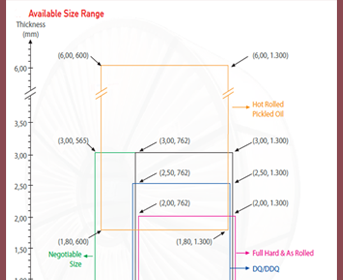 Available Size Range
Thickness
(mm)
(6,00, 600)
(6,00, 1.300)
6,00
Hot Rolled
Pickled Oil
3,50
(3,00, 565)
(3,00, 762)
(3,00, 1.300)
3,00
(2,50, 762)
(2,50, 1.300)
2,50
(2,00, 762)
(2,00, 1.300)
2,00
(1,80, 600)
(1,80, 1.300)
Negotiable
Size
Full Hard & As Rolled
1,50
DQ/DDQ
1,00